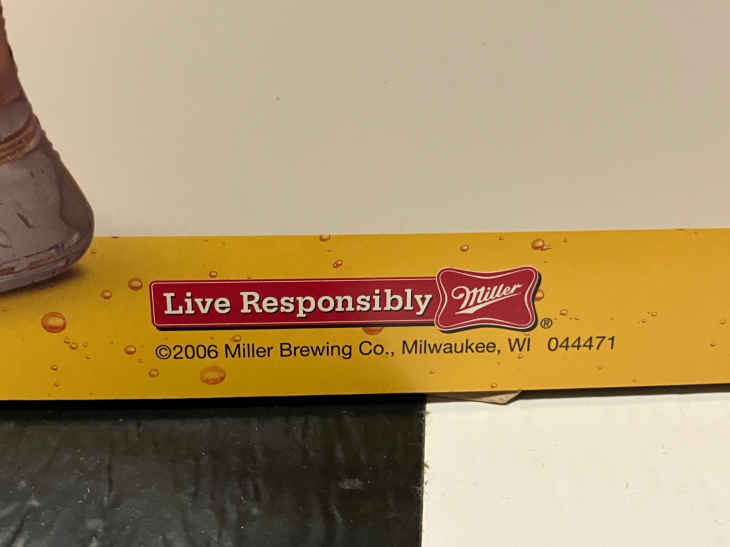 Live Responsibly Miller ®
©2006 Miller Brewing Co., Milwaukee, WI 044471